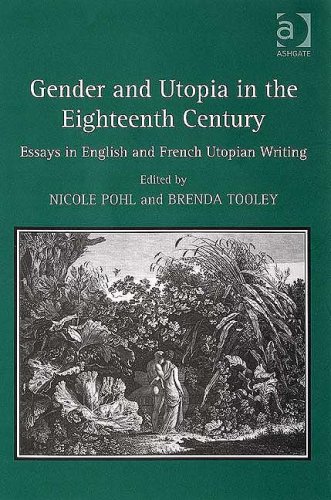 ASHGATE
Gender and Utopia in the
Eighteenth Century
Essays in English and French Utopian Writing
Edited by
NICOLE POHL and BRENDA TOOLEY